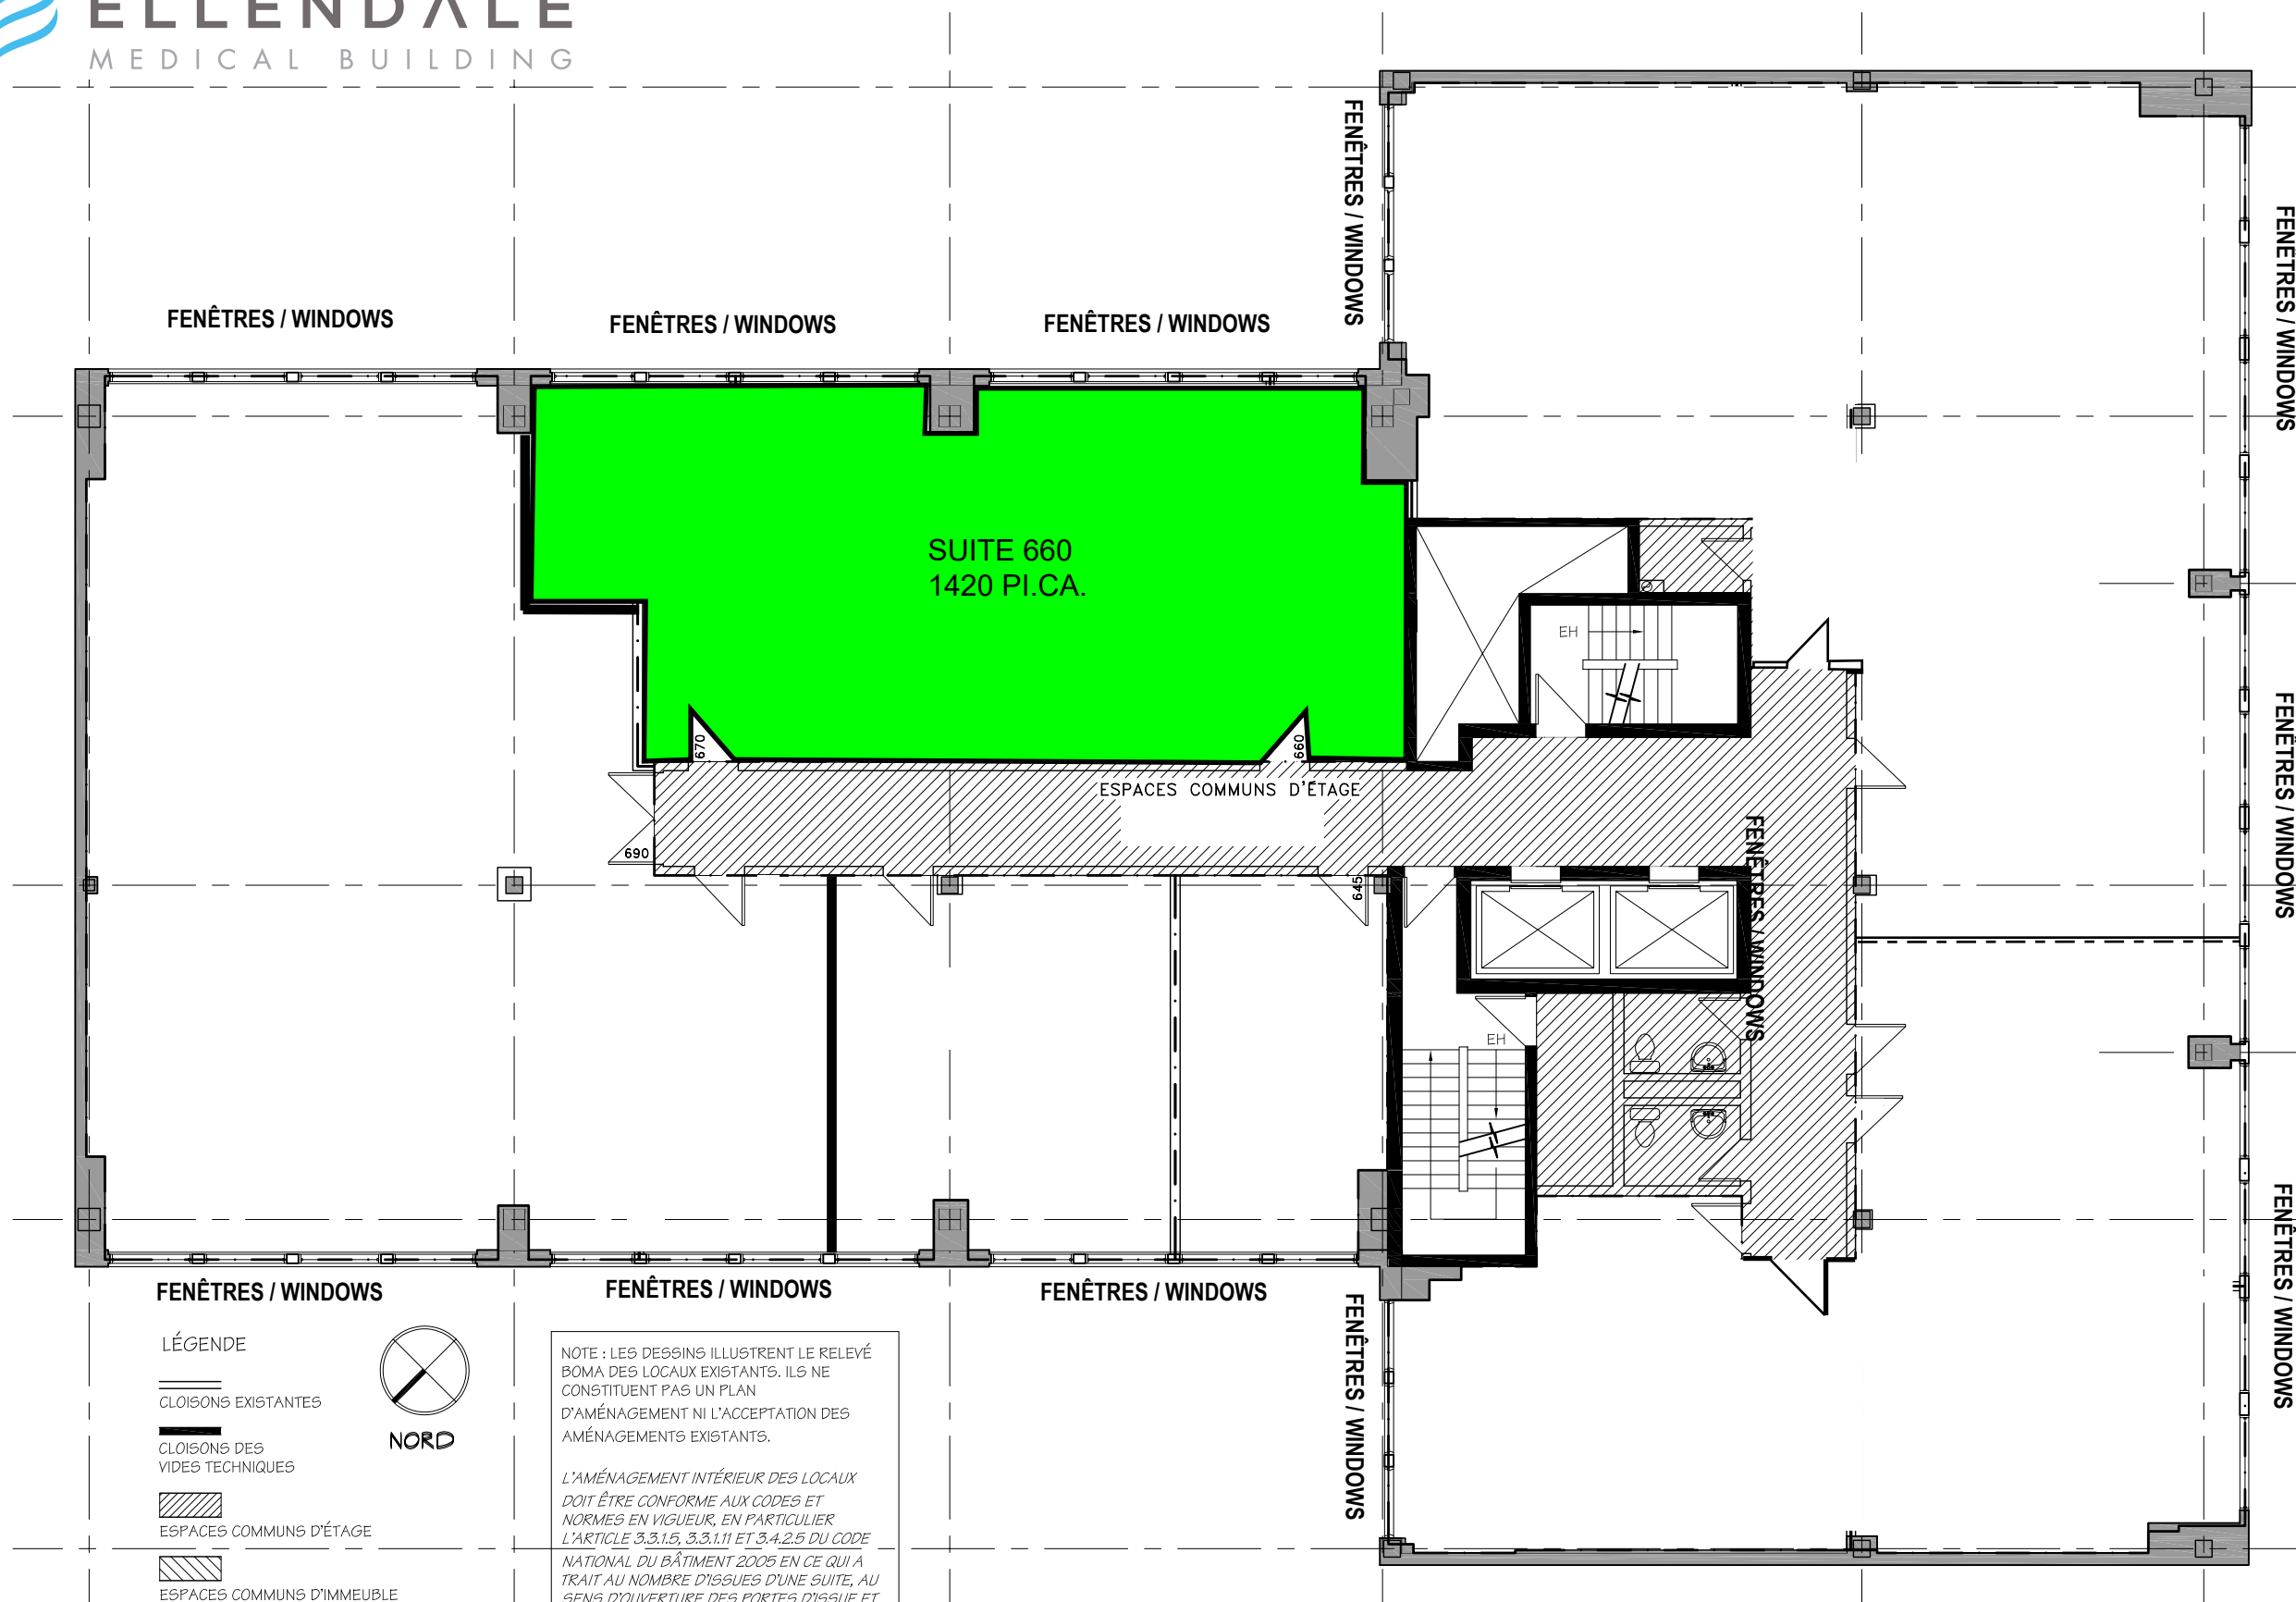 ELLENDALE
MEDICAL BUILDING
FENÊTRES / WINDOWS
FENÊTRES / WINDOWS
FENÊTRES / WINDOWS
FENÊTRES / WINDOWS
FENÊTRES / WINDOWS
SUITE 660
1420 PI.CA.
EH
670
660
ESPACES COMMUNS D'ÉTAGE
690
645
FENÊTRES / WINDOWS
FENÊTRES / WINDOWS
EH
FENÊTRES / WINDOWS
FENÊTRES / WINDOWS
FENÊTRES / WINDOWS
FENÊTRES / WINDOWS
FENÊTRES / WINDOWS
LÉGENDE
CLOISONS EXISTANTES
CLOISONS DES
VIDES TECHNIQUES
ESPACES COMMUNS D'ÉTAGE
ESPACES COMMUNS D'IMMEUBLE
NORD
NOTE : LES DESSINS ILLUSTRENT LE RELEVÉ
BOMA DES LOCAUX EXISTANTS. ILS NE
CONSTITUENT PAS UN PLAN
D'AMÉNAGEMENT NI L'ACCEPTATION DES
AMÉNAGEMENTS EXISTANTS.
L'AMÉNAGEMENT INTÉRIEUR DES LOCAUX
DOIT ÊTRE CONFORME AUX CODES ET
NORMES EN VIGUEUR, EN PARTICULIER
L'ARTICLE 3.3.1.5, 3.3.1.11 ET 3.4.2.5 DU CODE
NATIONAL DU BÂTIMENT 2005 EN CE QUI A
TRAIT AU NOMBRE D'ISSUES D'UNE SUITE, AU
SENS D'OUVERTURE DES PORTES D'ISSUE ET